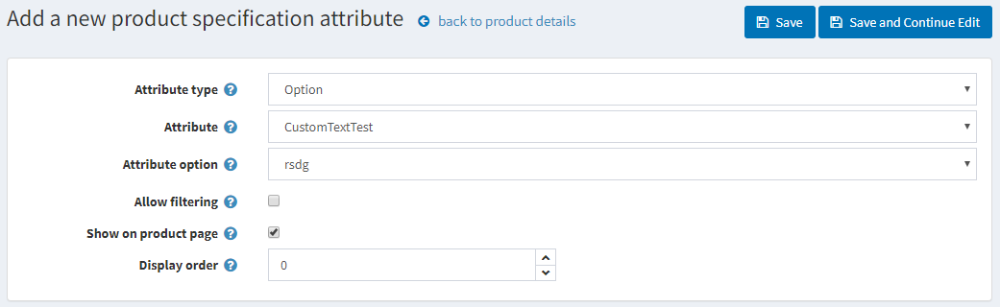 Add a new product specification attribute back to product details Save Save and Continue Edit
Attribute type ? Option
Attribute ? CustomTextTest
Attribute option ? rsdg
Allow filtering ?
Show on product page ?
Display order ? 0